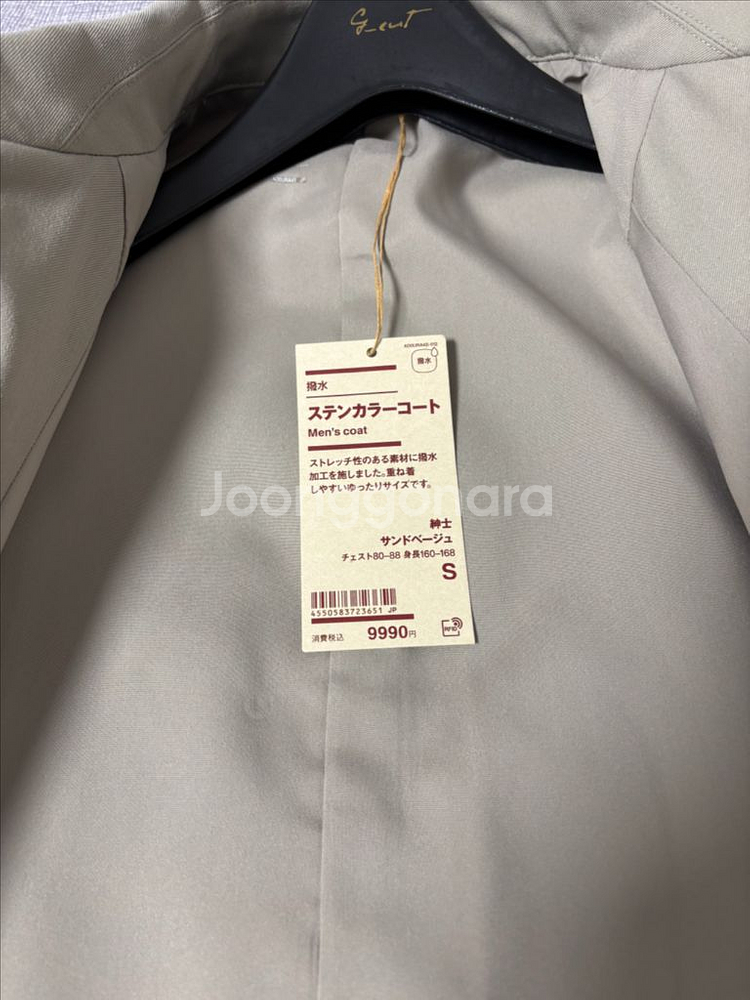 撥水
撥水
ステンカラーコート
Men's coat
ストレッチ性のある素材に撥水
加工を施しました。重ね着
しやすいゆったりサイズです。
Joonggonara
紳士
サンドベージュ
チェスト80–88 身長160–168
S
4550583723651 JP
消費税込 9990円
RFID